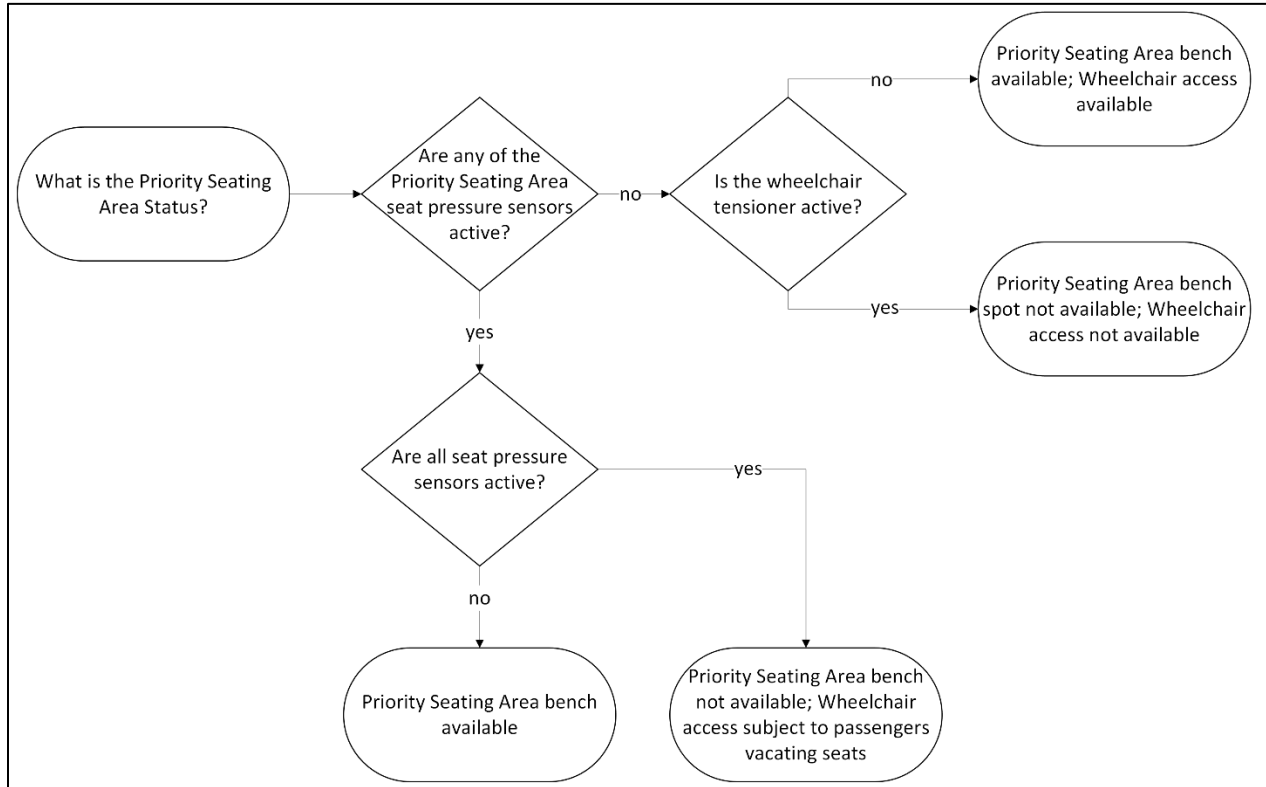 What is the Priority Seating
Area Status?
Are any of the
Priority Seating Area
seat pressure sensors
active?
no
Is the wheelchair
tensioner active?
no
Priority Seating Area bench
available; Wheelchair access
available
yes
Priority Seating Area bench
spot not available; Wheelchair
access not available
yes
Are all seat pressure
sensors active?
yes
no
Priority Seating Area bench
available
Priority Seating Area bench
not available; Wheelchair
access subject to passengers
vacating seats